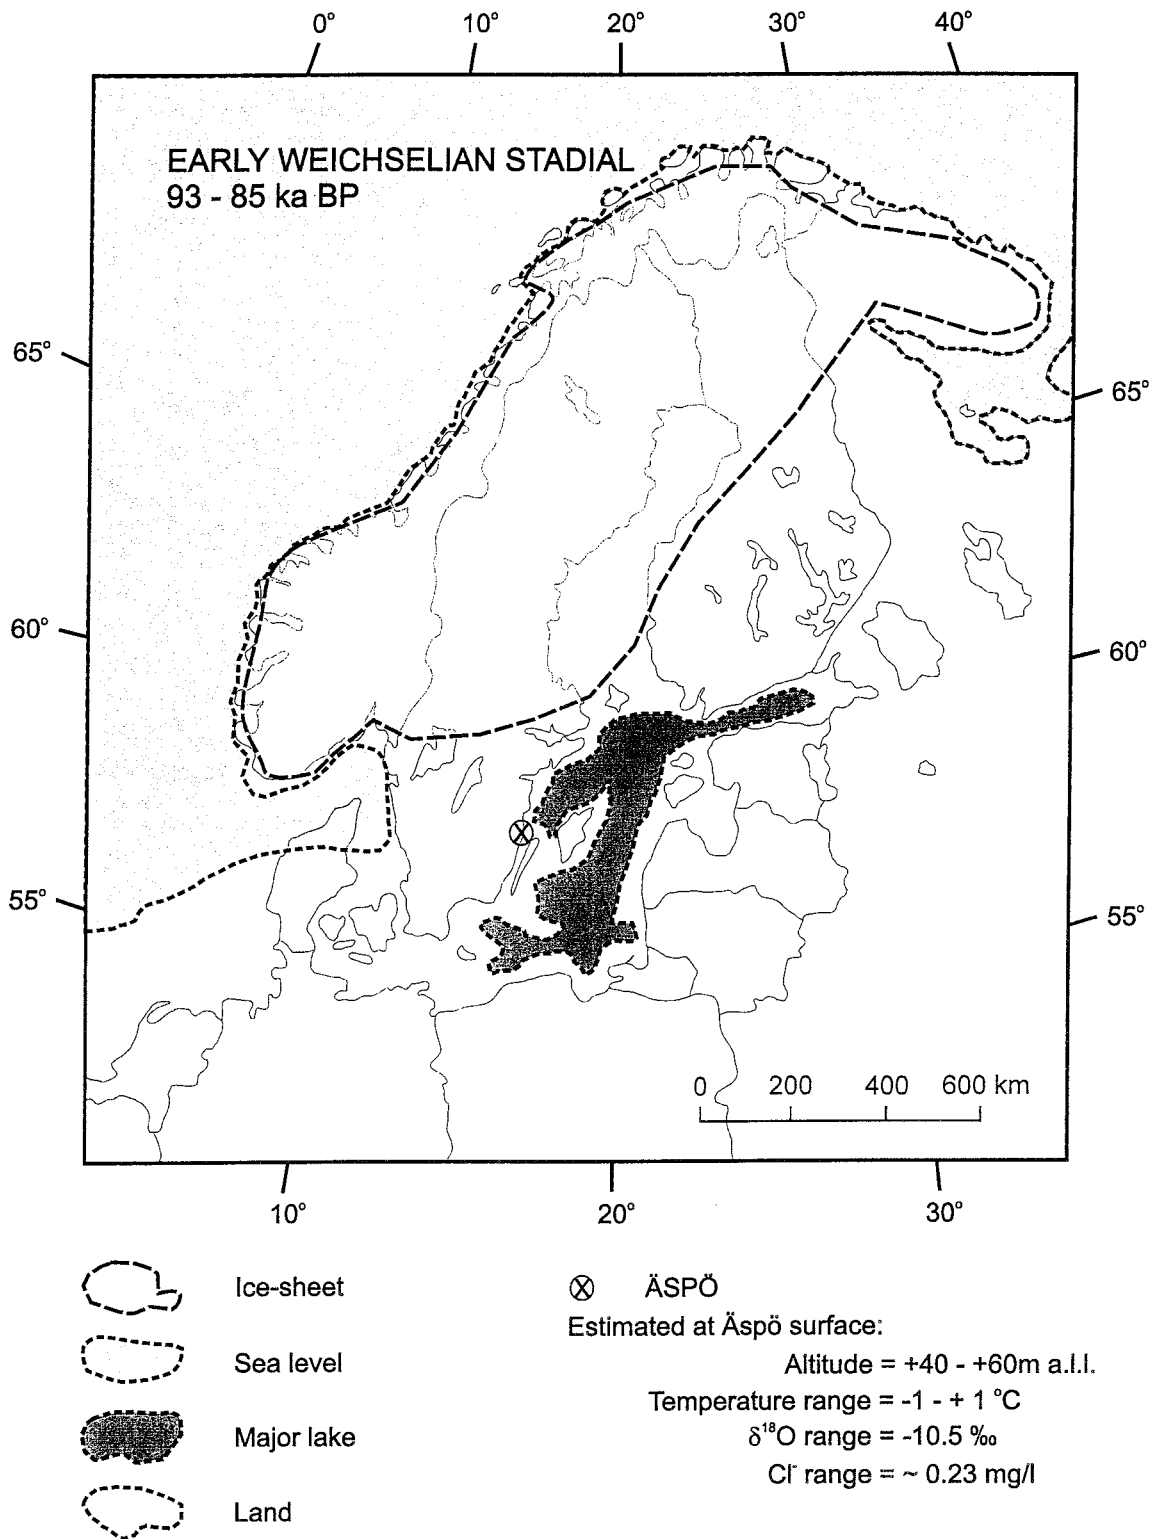 0° 10° 20° 30° 40°
EARLY WEICHSELIAN STADIAL
93 - 85 ka BP
65° 65°
60° 60°
55° 55°
0 200 400 600 km
10° 20° 30°
Ice-sheet
Sea level
Major lake
Land
ÄSPÖ
Estimated at Äspö surface:
Altitude = +40 - +60m a.l.l.
Temperature range = -1 - + 1 °C
δ¹⁸O range = -10.5 ‰
Cl⁻ range = ~ 0.23 mg/l